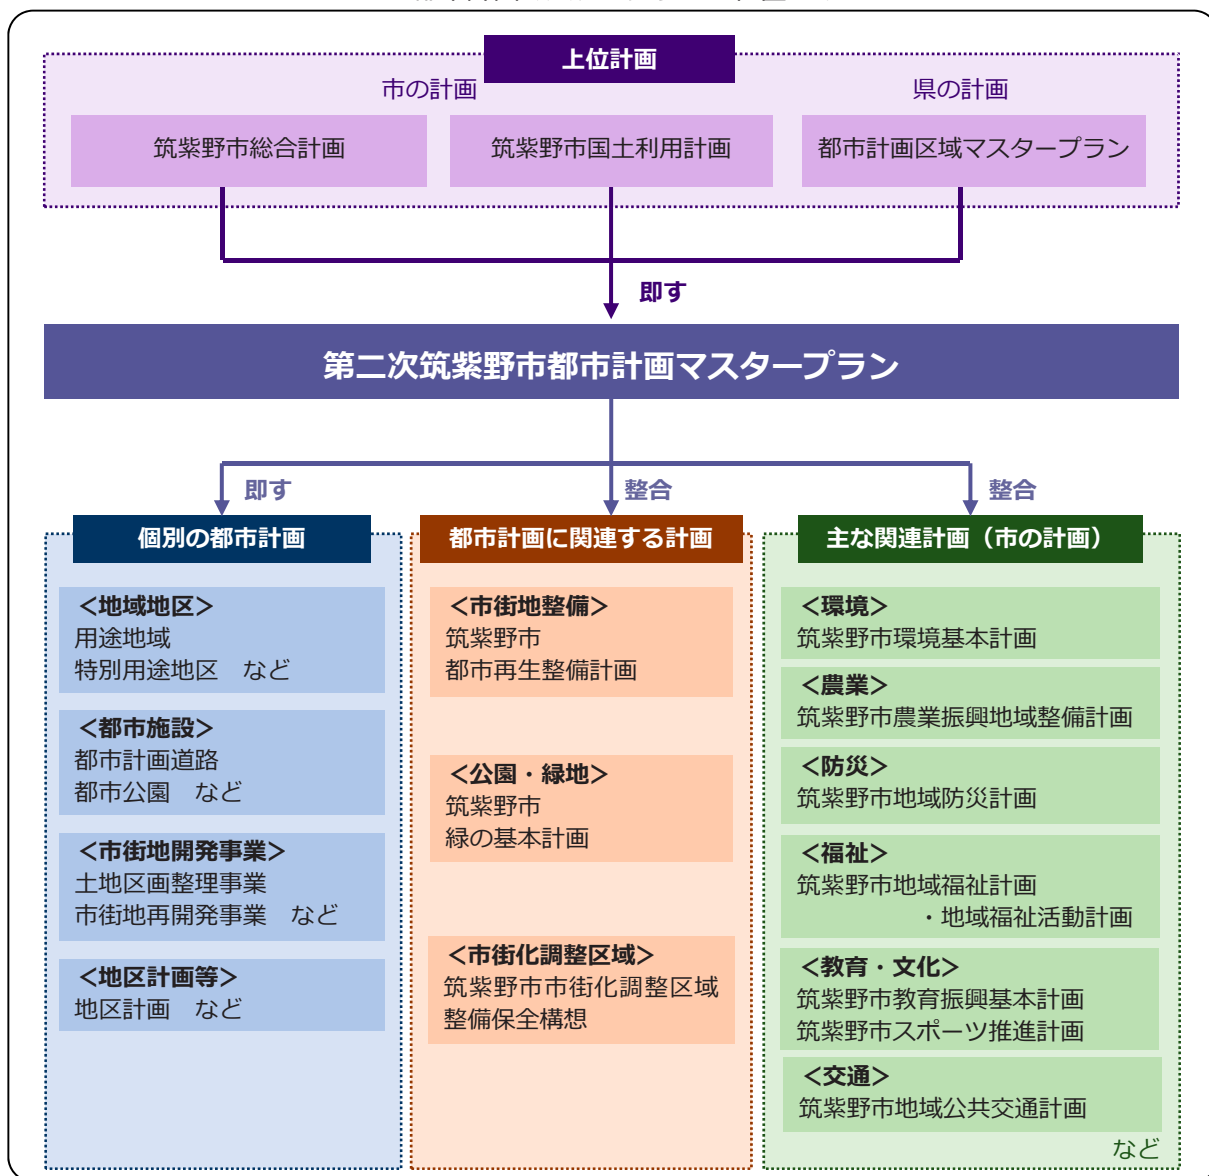 上位計画
市の計画
県の計画
筑紫野市総合計画
筑紫野市国土利用計画
都市計画区域マスタープラン
即す
第二次筑紫野市都市計画マスタープラン
即す
整合
整合
個別の都市計画
<地域地区>
用途地域
特別用途地区　など
<都市施設>
都市計画道路
都市公園　など
<市街地開発事業>
土地区画整理事業
市街地再開発事業　など
<地区計画等>
地区計画　など
都市計画に関連する計画
<市街地整備>
筑紫野市
都市再生整備計画
<公園・緑地>
筑紫野市
緑の基本計画
<市街化調整区域>
筑紫野市市街化調整区域
整備保全構想
主な関連計画（市の計画）
<環境>
筑紫野市環境基本計画
<農業>
筑紫野市農業振興地域整備計画
<防災>
筑紫野市地域防災計画
<福祉>
筑紫野市地域福祉計画
・地域福祉活動計画
<教育・文化>
筑紫野市教育振興基本計画
筑紫野市スポーツ推進計画
<交通>
筑紫野市地域公共交通計画
など